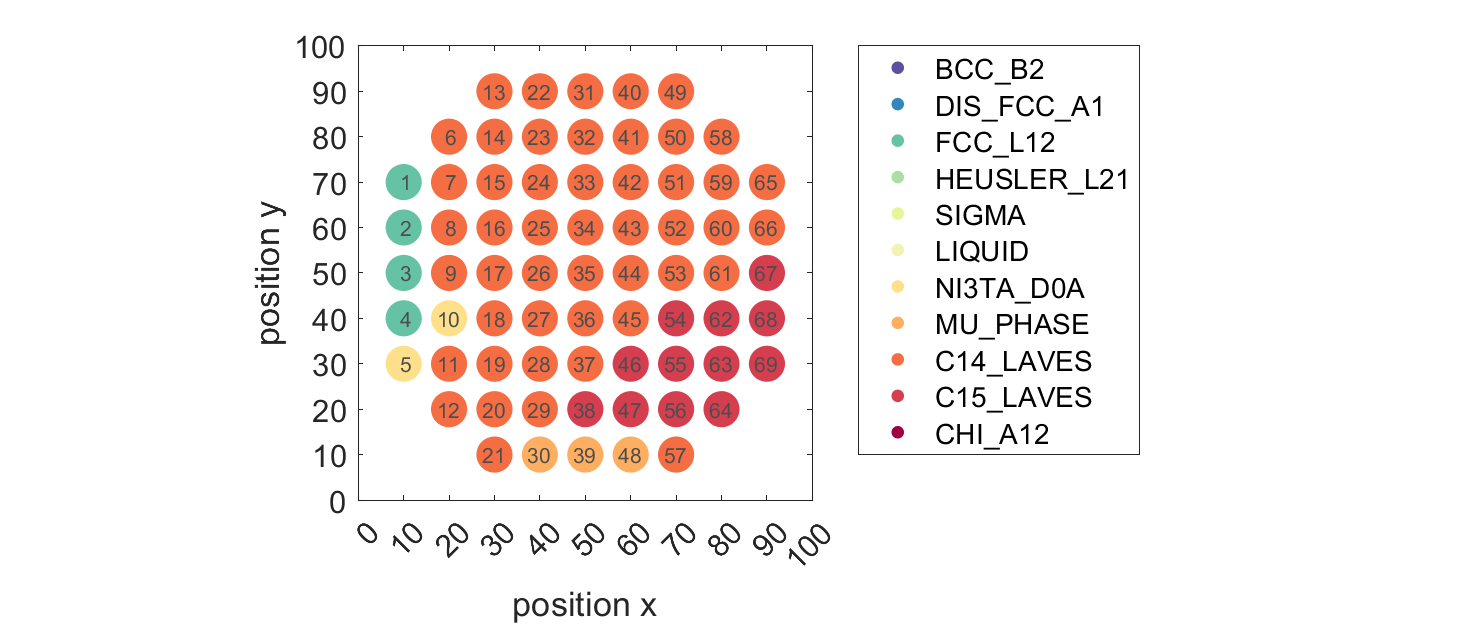 100
90
80
70
60
50
40
30
20
10
0
position y
13 22 31 40 49
6 14 23 32 41 50 58
1 7 15 24 33 42 51 59 65
2 8 16 25 34 43 52 60 66
3 9 17 26 35 44 53 61 67
4 10 18 27 36 45 54 62 68
5 11 19 28 37 46 55 63 69
12 20 29 38 47 56 64
21 30 39 48 57
0 10 20 30 40 50 60 70 80 90 100
position x
BCC_B2
DIS_FCC_A1
FCC_L12
HEUSLER_L21
SIGMA
LIQUID
NI3TA_D0A
MU_PHASE
C14_LAVES
C15_LAVES
CHI_A12